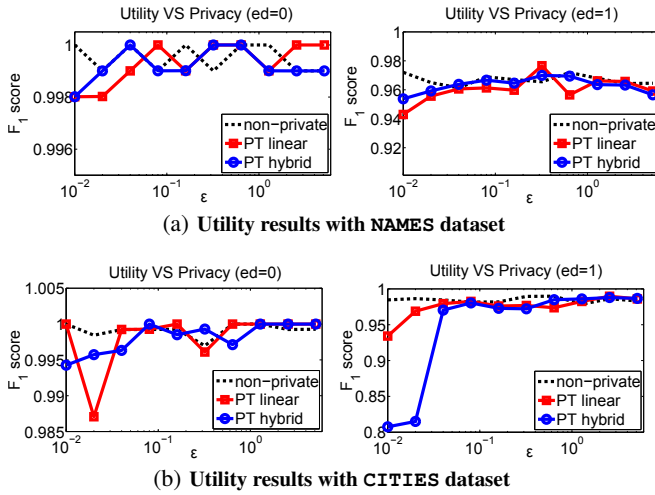 Utility VS Privacy (ed=0)
1
0.998
0.996
F1 score
non-private
PT linear
PT hybrid
10^-2
10^-1
10^0
ε
Utility VS Privacy (ed=1)
1
0.96
0.92
F1 score
non-private
PT linear
PT hybrid
10^-2
10^-1
10^0
ε
(a) Utility results with NAMES dataset
Utility VS Privacy (ed=0)
1.005
1
0.995
0.99
0.985
F1 score
non-private
PT linear
PT hybrid
10^-2
10^-1
10^0
ε
Utility VS Privacy (ed=1)
1
0.95
0.9
0.85
0.8
F1 score
non-private
PT linear
PT hybrid
10^-2
10^-1
10^0
ε
(b) Utility results with CITIES dataset